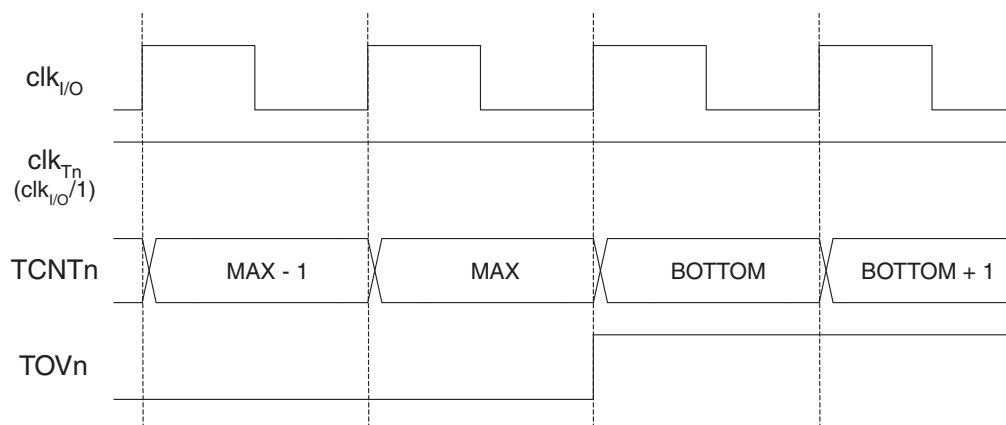 clkI/O
clkTn
(clkI/O/1)
TCNTn MAX - 1 MAX BOTTOM BOTTOM + 1
TOVn